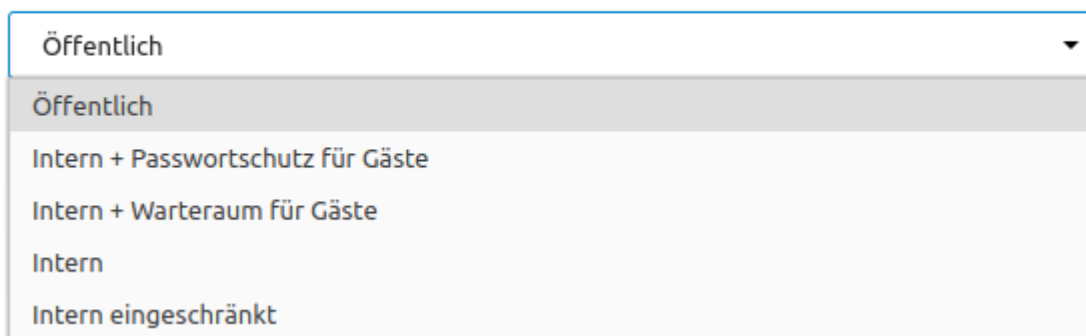 Öffentlich
Öffentlich
Intern + Passwortschutz für Gäste
Intern + Warteraum für Gäste
Intern
Intern eingeschränkt